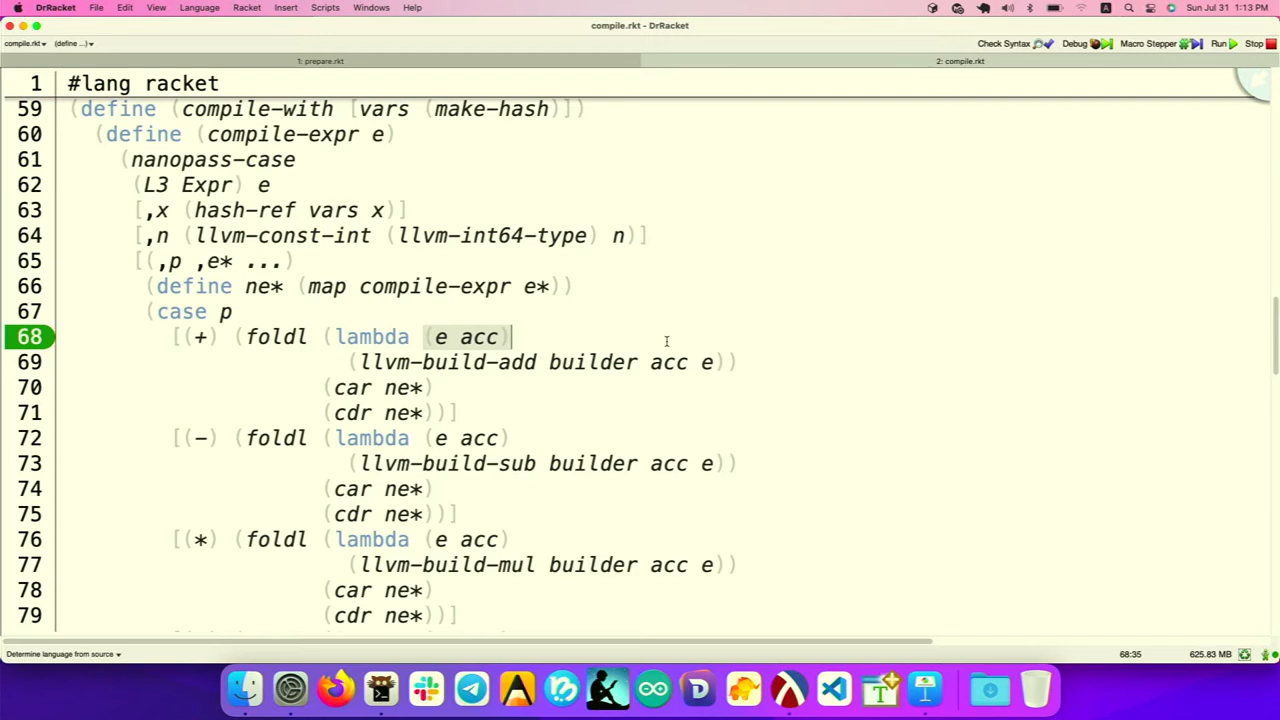 DrRacket File Edit View Language Racket Insert Scripts Windows Help A Sun Jul 31 1:13 PM
compile.rkt - DrRacket
compile.rkt▾ (define ...)▾ Check Syntax Debug Macro Stepper Run Stop
1: prepare.rkt 2: compile.rkt
1 #lang racket
59 (define (compile-with [vars (make-hash)])
60 (define (compile-expr e)
61 (nanopass-case
62 (L3 Expr) e
63 [,x (hash-ref vars x)]
64 [,n (llvm-const-int (llvm-int64-type) n)]
65 [(,p ,e* ...)
66 (define ne* (map compile-expr e*))
67 (case p
68 [(+) (foldl (lambda (e acc)
69 (llvm-build-add builder acc e))
70 (car ne*)
71 (cdr ne*))]
72 [(-) (foldl (lambda (e acc)
73 (llvm-build-sub builder acc e))
74 (car ne*)
75 (cdr ne*))]
76 [(*) (foldl (lambda (e acc)
77 (llvm-build-mul builder acc e))
78 (car ne*)
79 (cdr ne*))]
Determine language from source▾ 68:35 625.83 MB